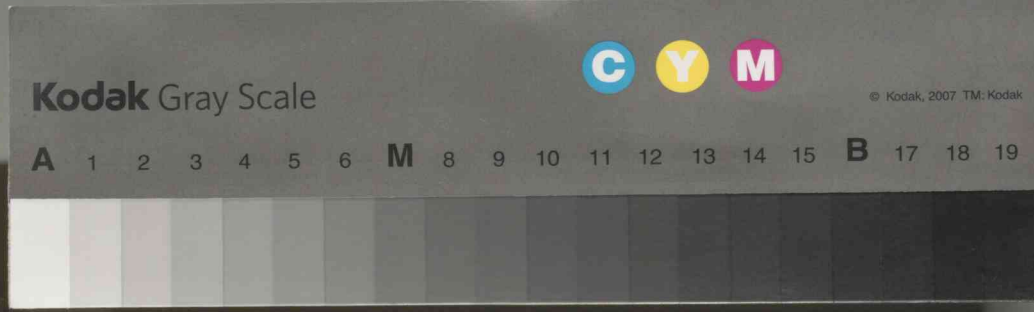 C Y M
Kodak Gray Scale
© Kodak, 2007 TM: Kodak
A 1 2 3 4 5 6 M 8 9 10 11 12 13 14 15 B 17 18 19